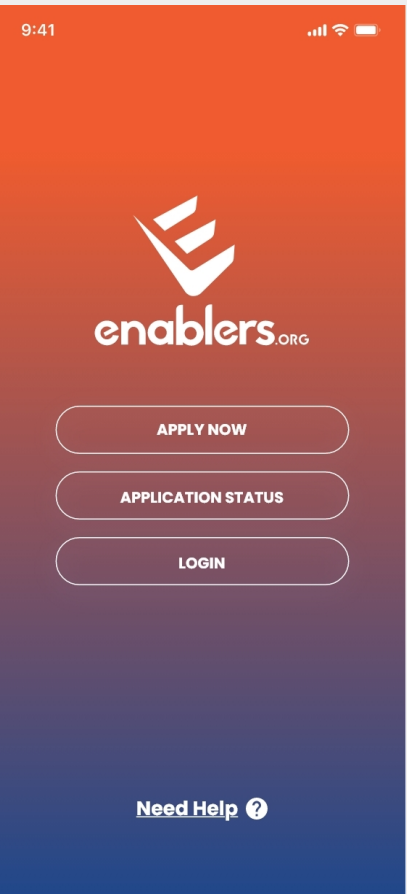 9:41
enablers.ORG
APPLY NOW
APPLICATION STATUS
LOGIN
Need Help ?